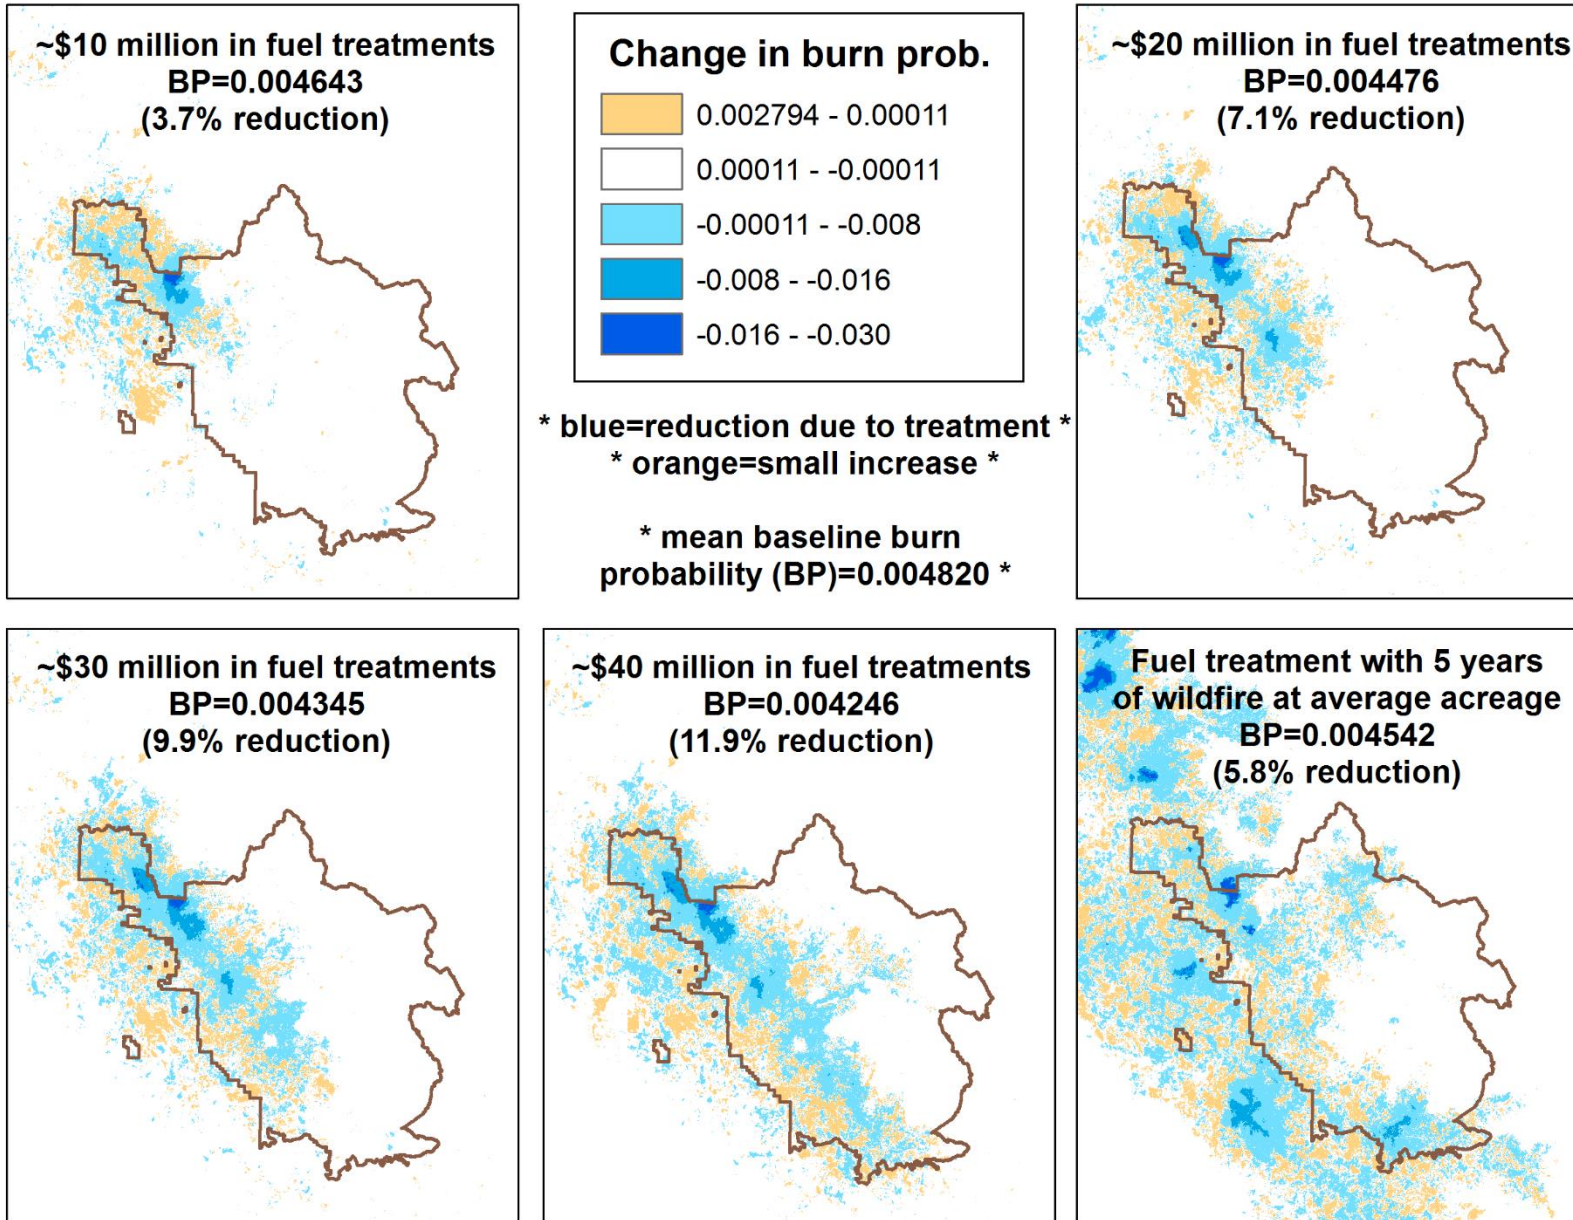 ~$10 million in fuel treatments
BP=0.004643
(3.7% reduction)
Change in burn prob.
0.002794 - 0.00011
0.00011 - -0.00011
-0.00011 - -0.008
-0.008 - -0.016
-0.016 - -0.030
* blue=reduction due to treatment *
* orange=small increase *
* mean baseline burn
probability (BP)=0.004820 *
~$20 million in fuel treatments
BP=0.004476
(7.1% reduction)
~$30 million in fuel treatments
BP=0.004345
(9.9% reduction)
~$40 million in fuel treatments
BP=0.004246
(11.9% reduction)
Fuel treatment with 5 years
of wildfire at average acreage
BP=0.004542
(5.8% reduction)